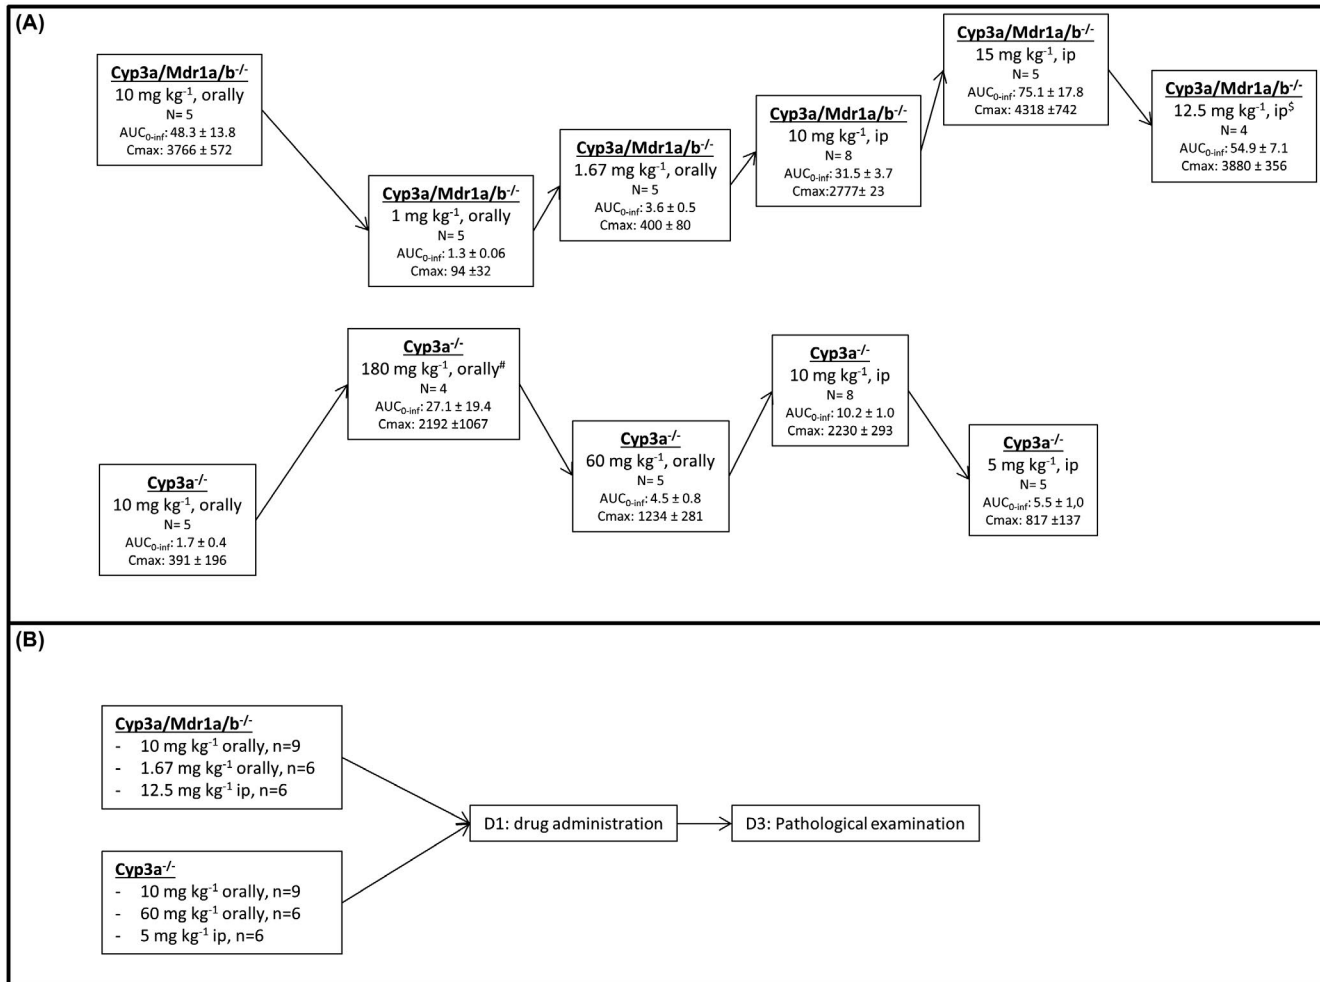 (A)
Cyp3a/Mdr1a/b-/-
10 mg kg-1, orally
N= 5
AUC0-inf: 48.3 ± 13.8
Cmax: 3766 ± 572
Cyp3a/Mdr1a/b-/-
1 mg kg-1, orally
N= 5
AUC0-inf: 1.3 ± 0.06
Cmax: 94 ±32
Cyp3a/Mdr1a/b-/-
1.67 mg kg-1, orally
N= 5
AUC0-inf: 3.6 ± 0.5
Cmax: 400 ± 80
Cyp3a/Mdr1a/b-/-
10 mg kg-1, ip
N= 8
AUC0-inf: 31.5 ± 3.7
Cmax:2777± 23
Cyp3a/Mdr1a/b-/-
15 mg kg-1, ip
N= 5
AUC0-inf: 75.1 ± 17.8
Cmax: 4318 ±742
Cyp3a/Mdr1a/b-/-
12.5 mg kg-1, ip$
N= 4
AUC0-inf: 54.9 ± 7.1
Cmax: 3880 ± 356
Cyp3a-/-
10 mg kg-1, orally
N= 5
AUC0-inf: 1.7 ± 0.4
Cmax: 391 ± 196
Cyp3a-/-
180 mg kg-1, orally#
N= 4
AUC0-inf: 27.1 ± 19.4
Cmax: 2192 ±1067
Cyp3a-/-
60 mg kg-1, orally
N= 5
AUC0-inf: 4.5 ± 0.8
Cmax: 1234 ± 281
Cyp3a-/-
10 mg kg-1, ip
N= 8
AUC0-inf: 10.2 ± 1.0
Cmax: 2230 ± 293
Cyp3a-/-
5 mg kg-1, ip
N= 5
AUC0-inf: 5.5 ± 1,0
Cmax: 817 ±137
(B)
Cyp3a/Mdr1a/b-/-
- 10 mg kg-1 orally, n=9
- 1.67 mg kg-1 orally, n=6
- 12.5 mg kg-1 ip, n=6
Cyp3a-/-
- 10 mg kg-1 orally, n=9
- 60 mg kg-1 orally, n=6
- 5 mg kg-1 ip, n=6
D1: drug administration
D3: Pathological examination